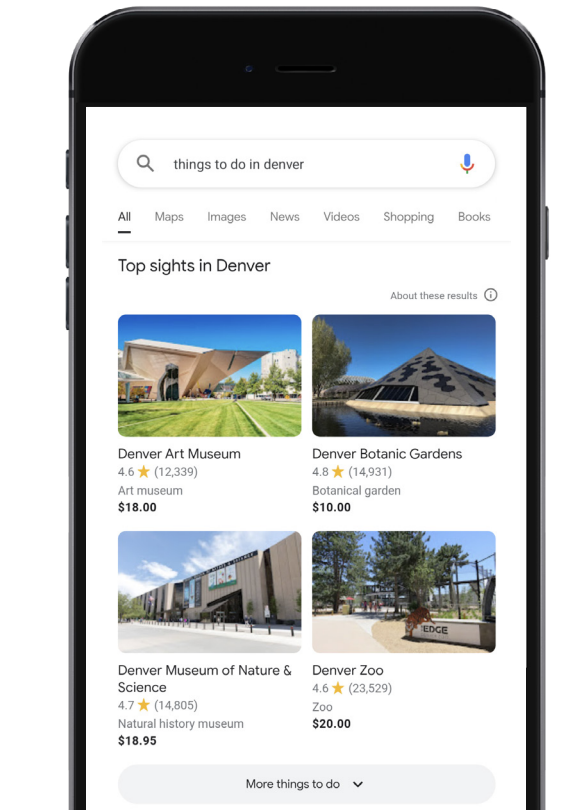 things to do in denver
All Maps Images News Videos Shopping Books
Top sights in Denver
About these results
Denver Art Museum
4.6 ★ (12,339)
Art museum
$18.00
Denver Botanic Gardens
4.8 ★ (14,931)
Botanical garden
$10.00
EDGE
Denver Museum of Nature &
Science
4.7 ★ (14,805)
Natural history museum
$18.95
Denver Zoo
4.6 ★ (23,529)
Zoo
$20.00
More things to do